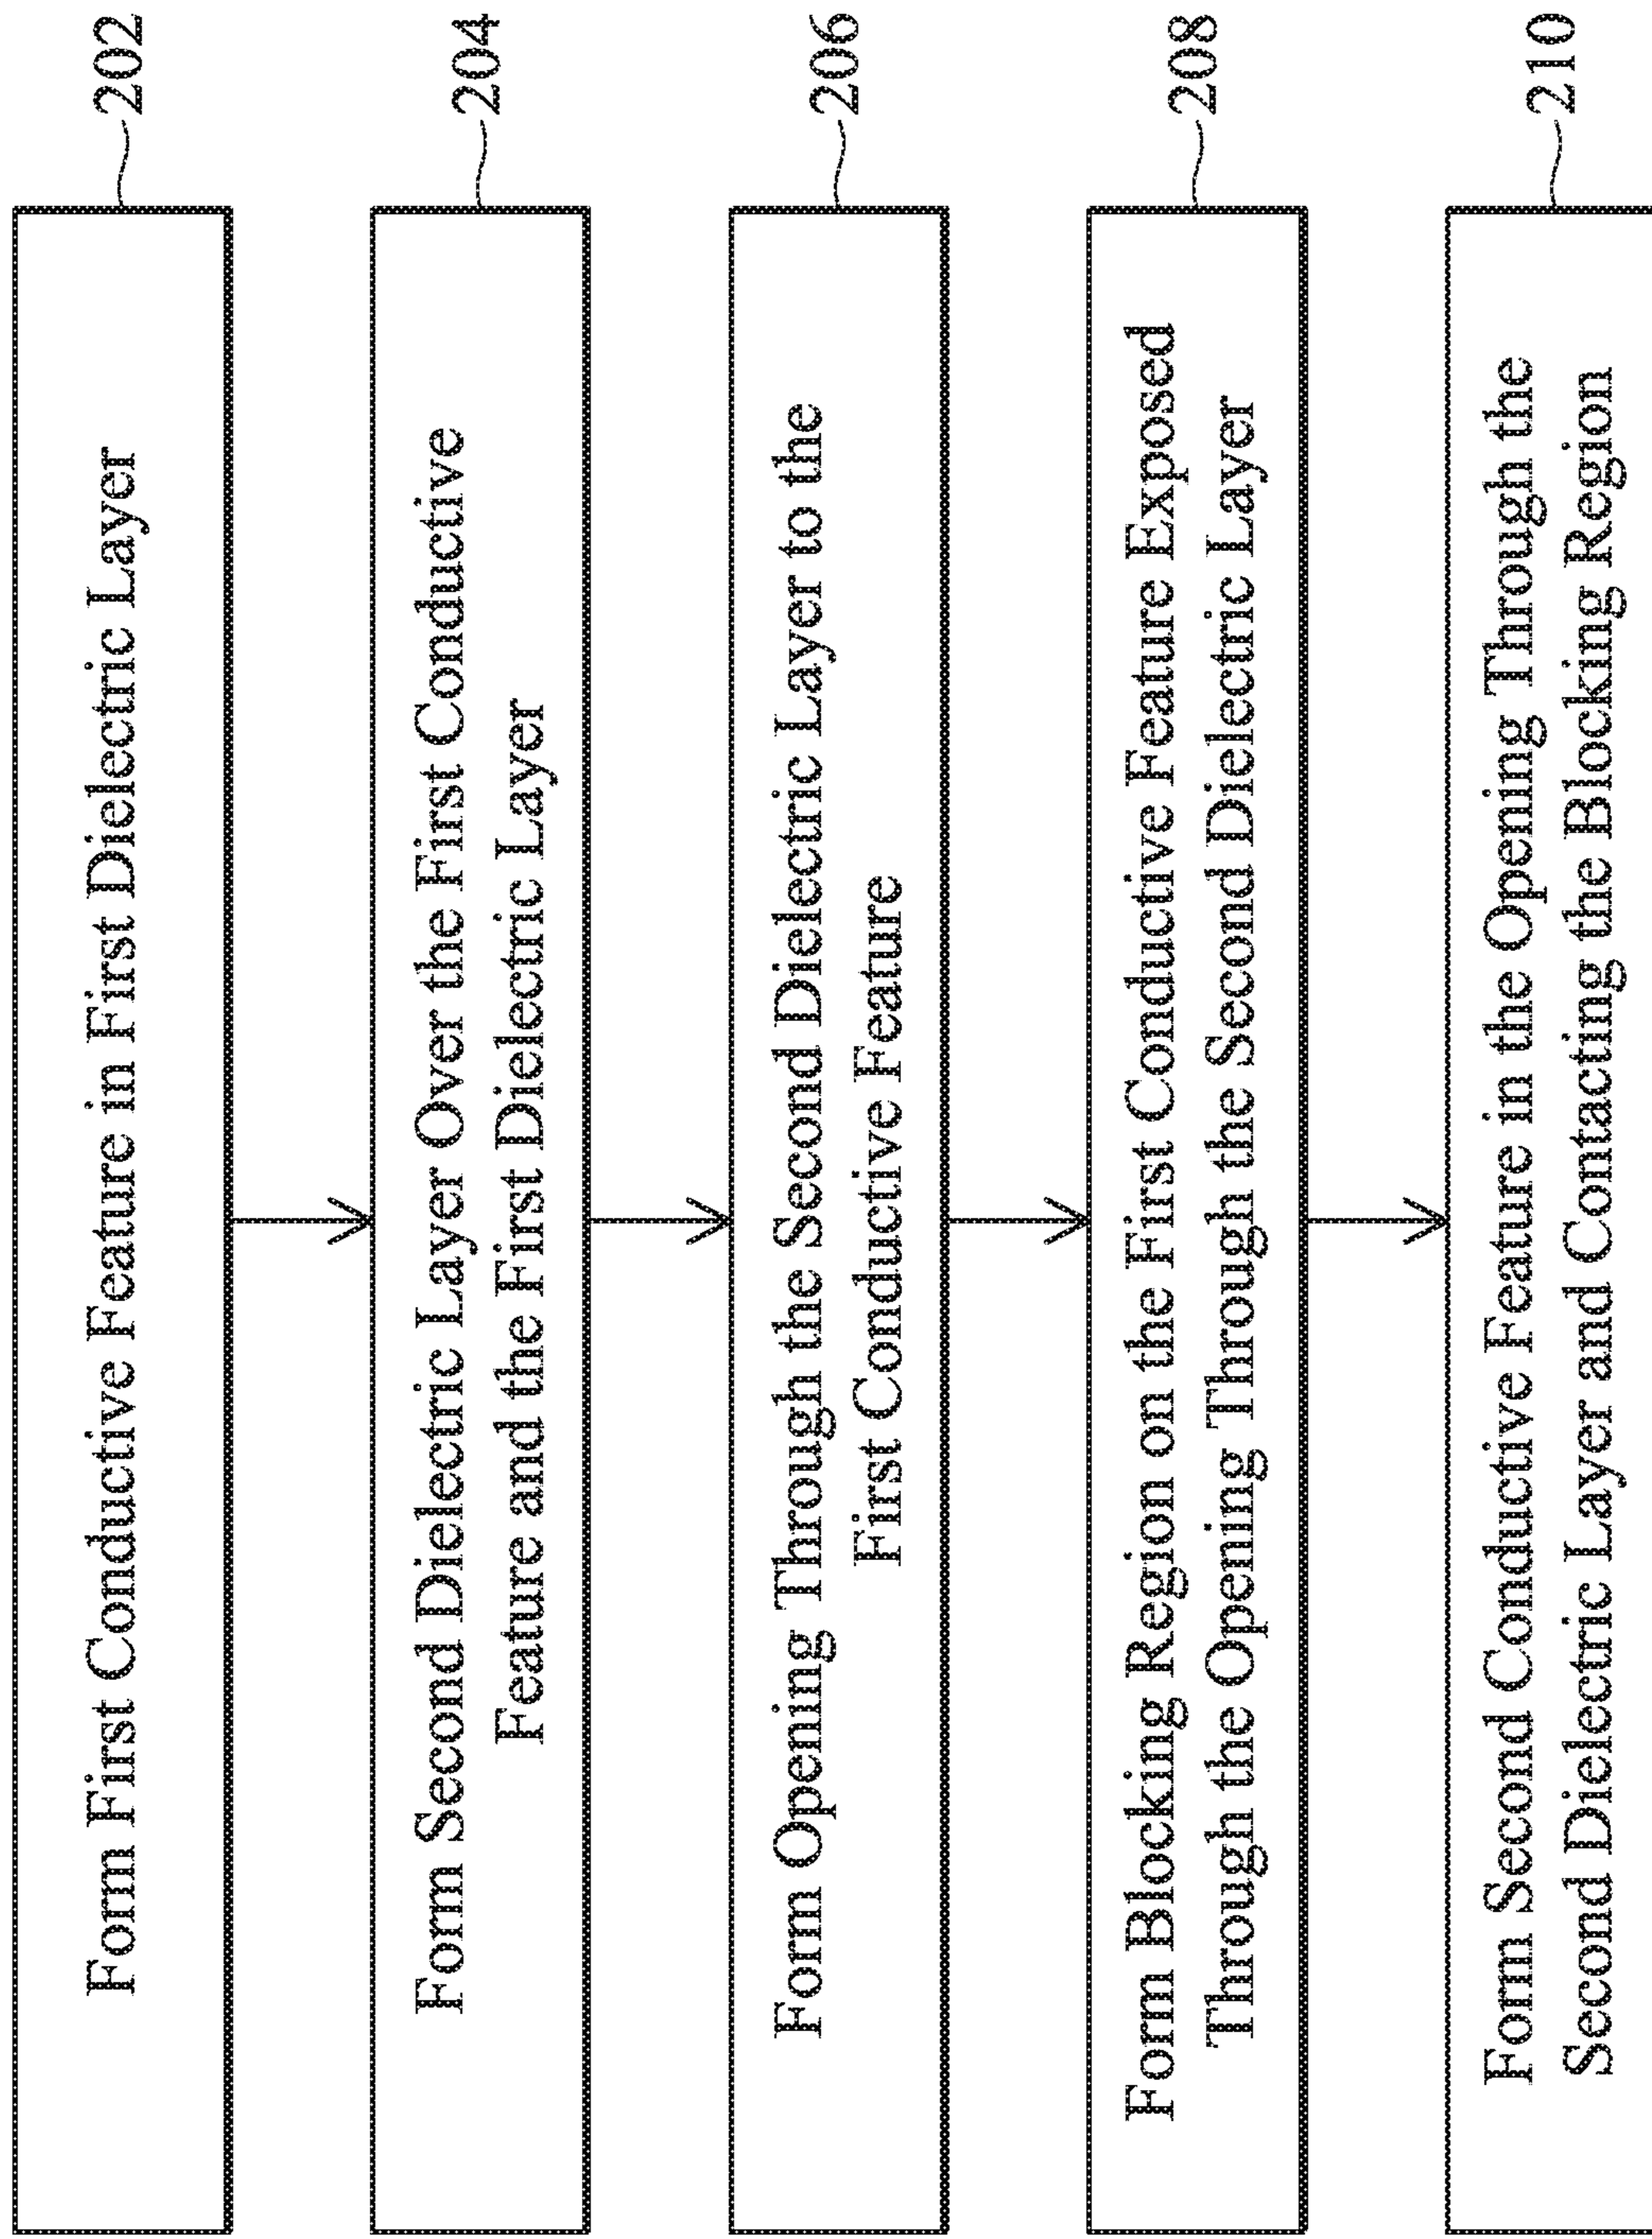 Form First Conductive Feature in First Dielectric Layer
202
Form Second Dielectric Layer Over the First Conductive
Feature and the First Dielectric Layer
204
Form Opening Through the Second Dielectric Layer to the
First Conductive Feature
206
Form Blocking Region on the First Conductive Feature Exposed
Through the Opening Through the Second Dielectric Layer
208
Form Second Conductive Feature in the Opening Through the
Second Dielectric Layer and Contacting the Blocking Region
210